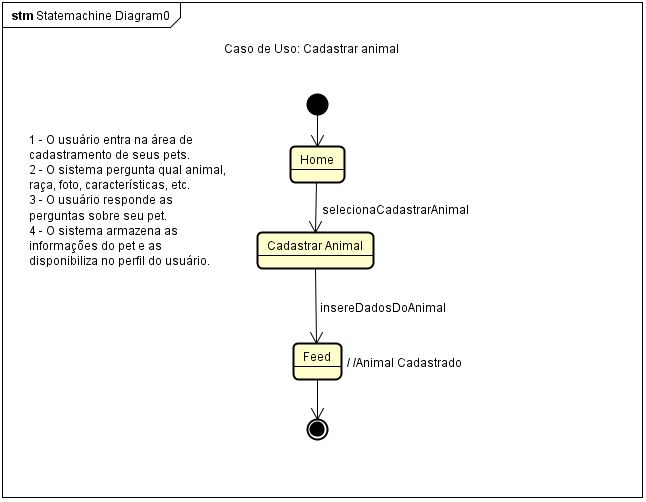 stm Statemachine Diagram0
Caso de Uso: Cadastrar animal
1 - O usuário entra na área de
cadastramento de seus pets.
2 - O sistema pergunta qual animal,
raça, foto, características, etc.
3 - O usuário responde as
perguntas sobre seu pet.
4 - O sistema armazena as
informações do pet e as
disponibiliza no perfil do usuário.
Home
selecionaCadastrarAnimal
Cadastrar Animal
insereDadosDoAnimal
Feed
/ /Animal Cadastrado